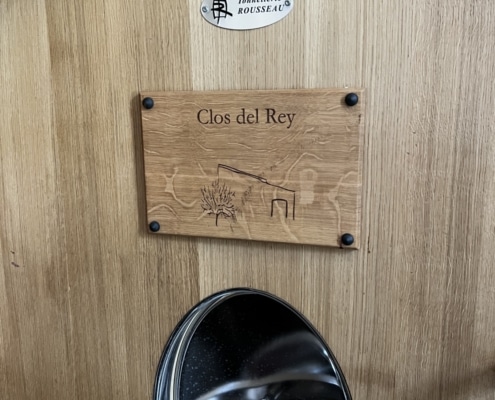 Tonnellerie
ROUSSEAU
Clos del Rey